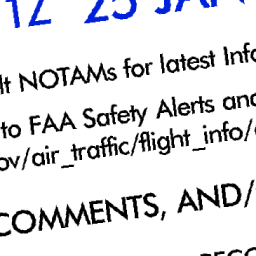 12 25 JAN
lt NOTAMs for latest Info
to FAA Safety Alerts and
ov/air_traffic/flight_info/
COMMENTS, AND/